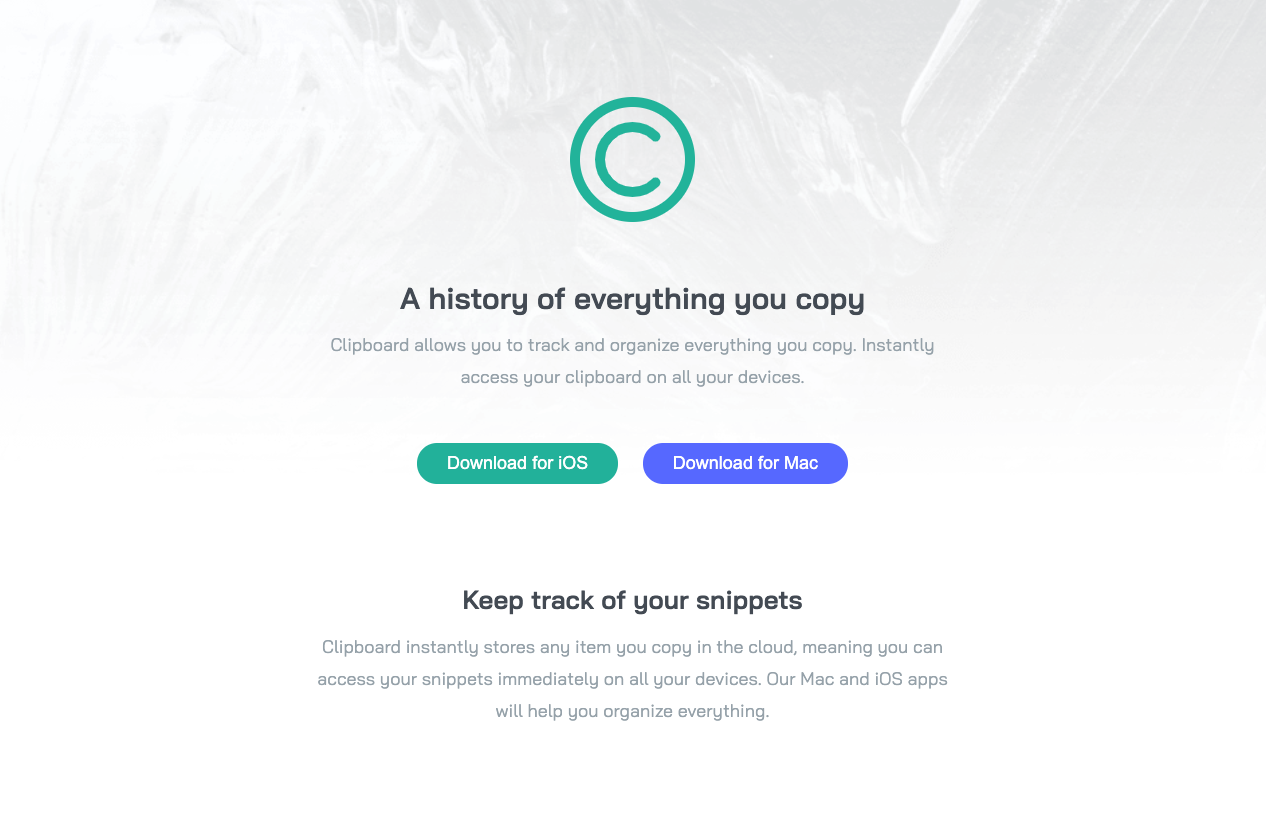 C
A history of everything you copy
Clipboard allows you to track and organize everything you copy. Instantly
access your clipboard on all your devices.
Download for iOS
Download for Mac
Keep track of your snippets
Clipboard instantly stores any item you copy in the cloud, meaning you can
access your snippets immediately on all your devices. Our Mac and iOS apps
will help you organize everything.